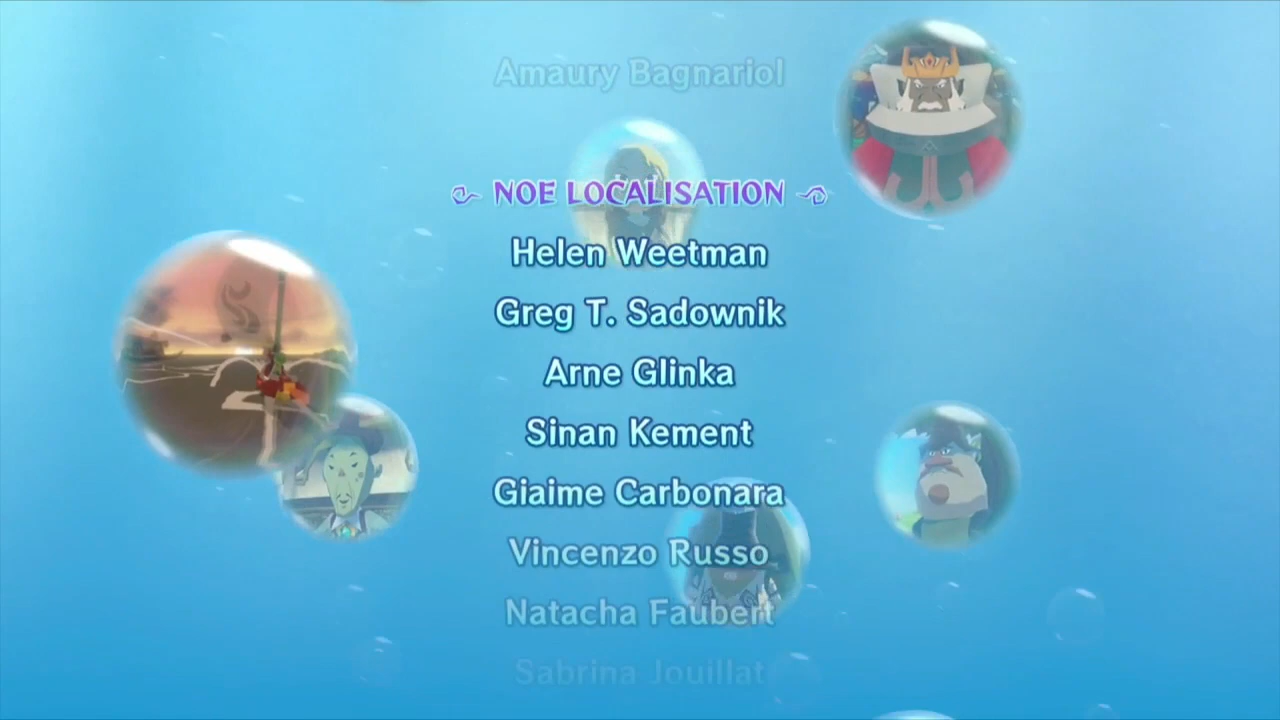 Amaury Bagnariol
NOE LOCALISATION
Helen Weetman
Greg T. Sadownik
Arne Glinka
Sinan Kement
Giaime Carbonara
Vincenzo Russo
Natacha Faubert
Sabrina Jouillat